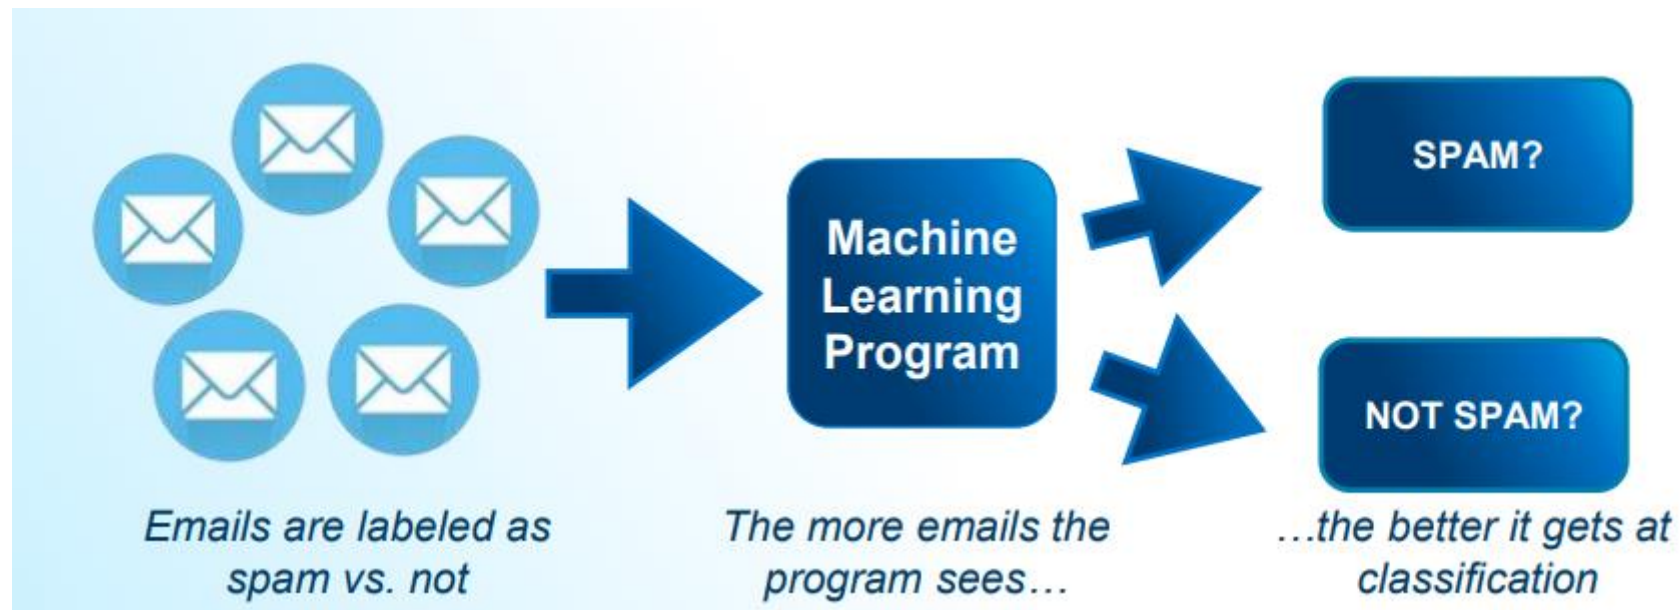 SPAM?
Machine
Learning
Program
NOT SPAM?
Emails are labeled as
spam vs. not
The more emails the
program sees…
…the better it gets at
classification